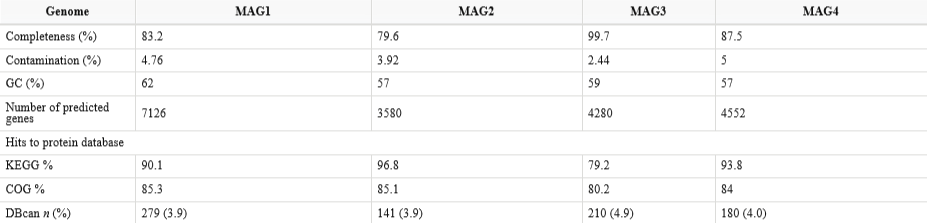 Genome MAG1 MAG2 MAG3 MAG4
Completeness (%) 83.2 79.6 99.7 87.5
Contamination (%) 4.76 3.92 2.44 5
GC (%) 62 57 59 57
Number of predicted
genes 7126 3580 4280 4552
Hits to protein database
KEGG % 90.1 96.8 79.2 93.8
COG % 85.3 85.1 80.2 84
DBcan n (%) 279 (3.9) 141 (3.9) 210 (4.9) 180 (4.0)